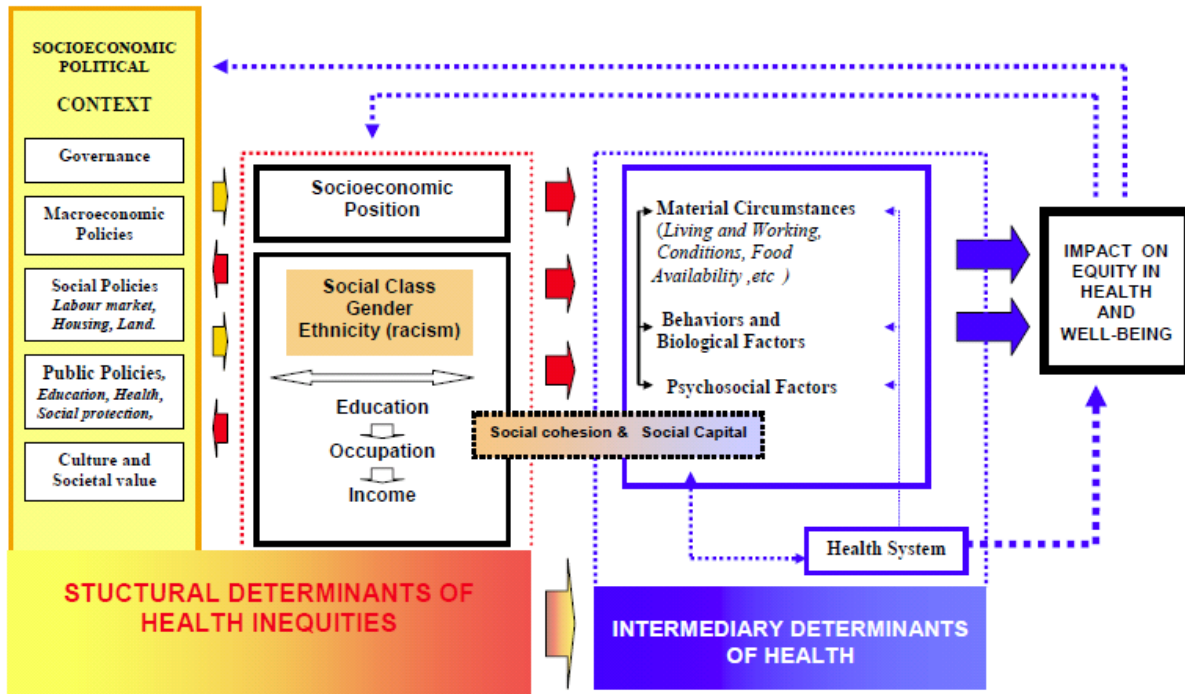 SOCIOECONOMIC
POLITICAL
CONTEXT
Governance
Macroeconomic
Policies
Social Policies
Labour market,
Housing, Land.
Public Policies,
Education, Health,
Social protection,
Culture and
Societal value
Socioeconomic
Position
Social Class
Gender
Ethnicity (racism)
Education
Occupation
Income
Social cohesion & Social Capital
Material Circumstances
(Living and Working,
Conditions, Food
Availability ,etc )
Behaviors and
Biological Factors
Psychosocial Factors
Health System
IMPACT ON
EQUITY IN
HEALTH
AND
WELL-BEING
STUCTURAL DETERMINANTS OF
HEALTH INEQUITIES
INTERMEDIARY DETERMINANTS
OF HEALTH